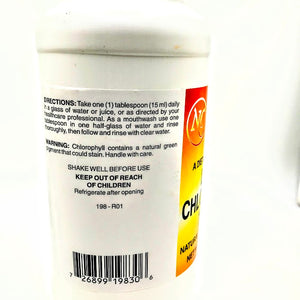 DIRECTIONS: Take one (1) tablespoon (15 ml) daily
in a glass of water or juice, or as directed by your
healthcare professional. As a mouthwash use one
tablespoon in one half-glass of water and rinse
thoroughly, then follow and rinse with clear water.
WARNING: Chlorophyll contains a natural green
pigment that could stain. Handle with care.
SHAKE WELL BEFORE USE
KEEP OUT OF REACH
OF CHILDREN
Refrigerate after opening
198 - R01
7 26899 19830 6
N
A DIE
CHL
NATUR
NET